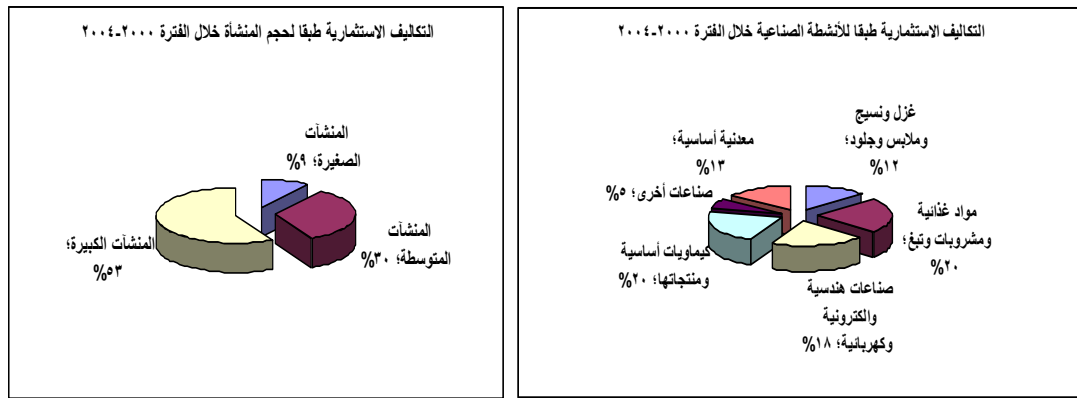 التكاليف الاستثمارية طبقا للأنشطة الصناعية خلال الفترة ٢٠٠٠-٢٠٠٤
غزل ونسيج
وملابس وجلود؛
١٢%
مواد غذائية
ومشروبات وتبغ؛
٢٠%
صناعات هندسية
والكترونية
وكهربائية؛ ١٨%
كيماويات أساسية
ومنتجاتها؛ ٢٠%
صناعات أخرى؛ ٥%
معدنية أساسية؛
١٣%
التكاليف الاستثمارية طبقا لحجم المنشأة خلال الفترة ٢٠٠٠-٢٠٠٤
المنشآت
الصغيرة؛ ٩%
المنشآت
المتوسطة؛ ٣٠%
المنشآت الكبيرة؛
٥٣%